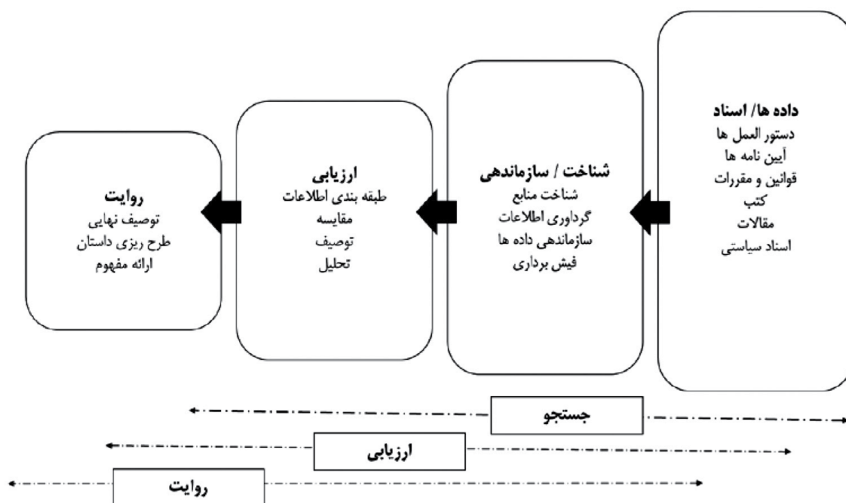 داده ها/ اسناد
دستور العمل ها
آیین نامه ها
قوانین و مقررات
کتب
مقالات
اسناد سیاستی
شناخت / سازماندهی
شناخت منابع
گرداوری اطلاعات
سازماندهی داده ها
فیش برداری
ارزیابی
طبقه بندی اطلاعات
مقایسه
توصیف
تحلیل
روایت
توصیف نهایی
طرح ریزی داستان
ارائه مفهوم
جستجو
ارزیابی
روایت